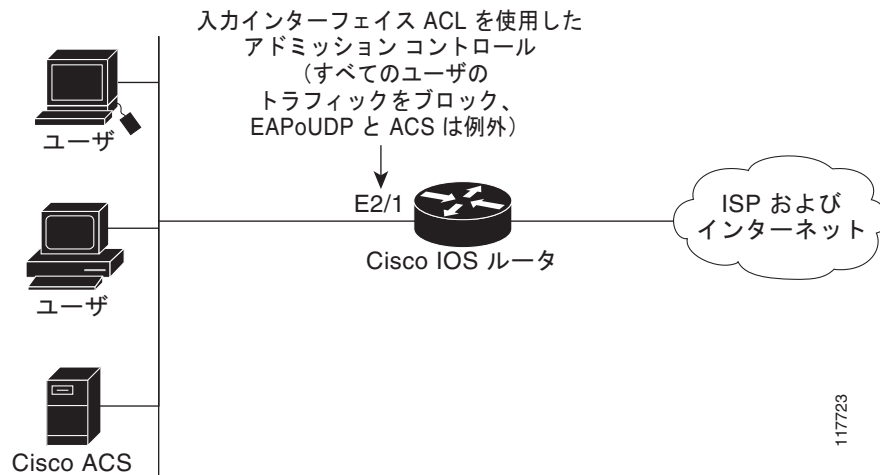 入力インターフェイス ACL を使用した
アドミッション コントロール
(すべてのユーザの
トラフィックをブロック、
EAPoUDP と ACS は例外)
ユーザ
E2/1
Cisco IOS ルータ
ISP および
インターネット
ユーザ
Cisco ACS
117723